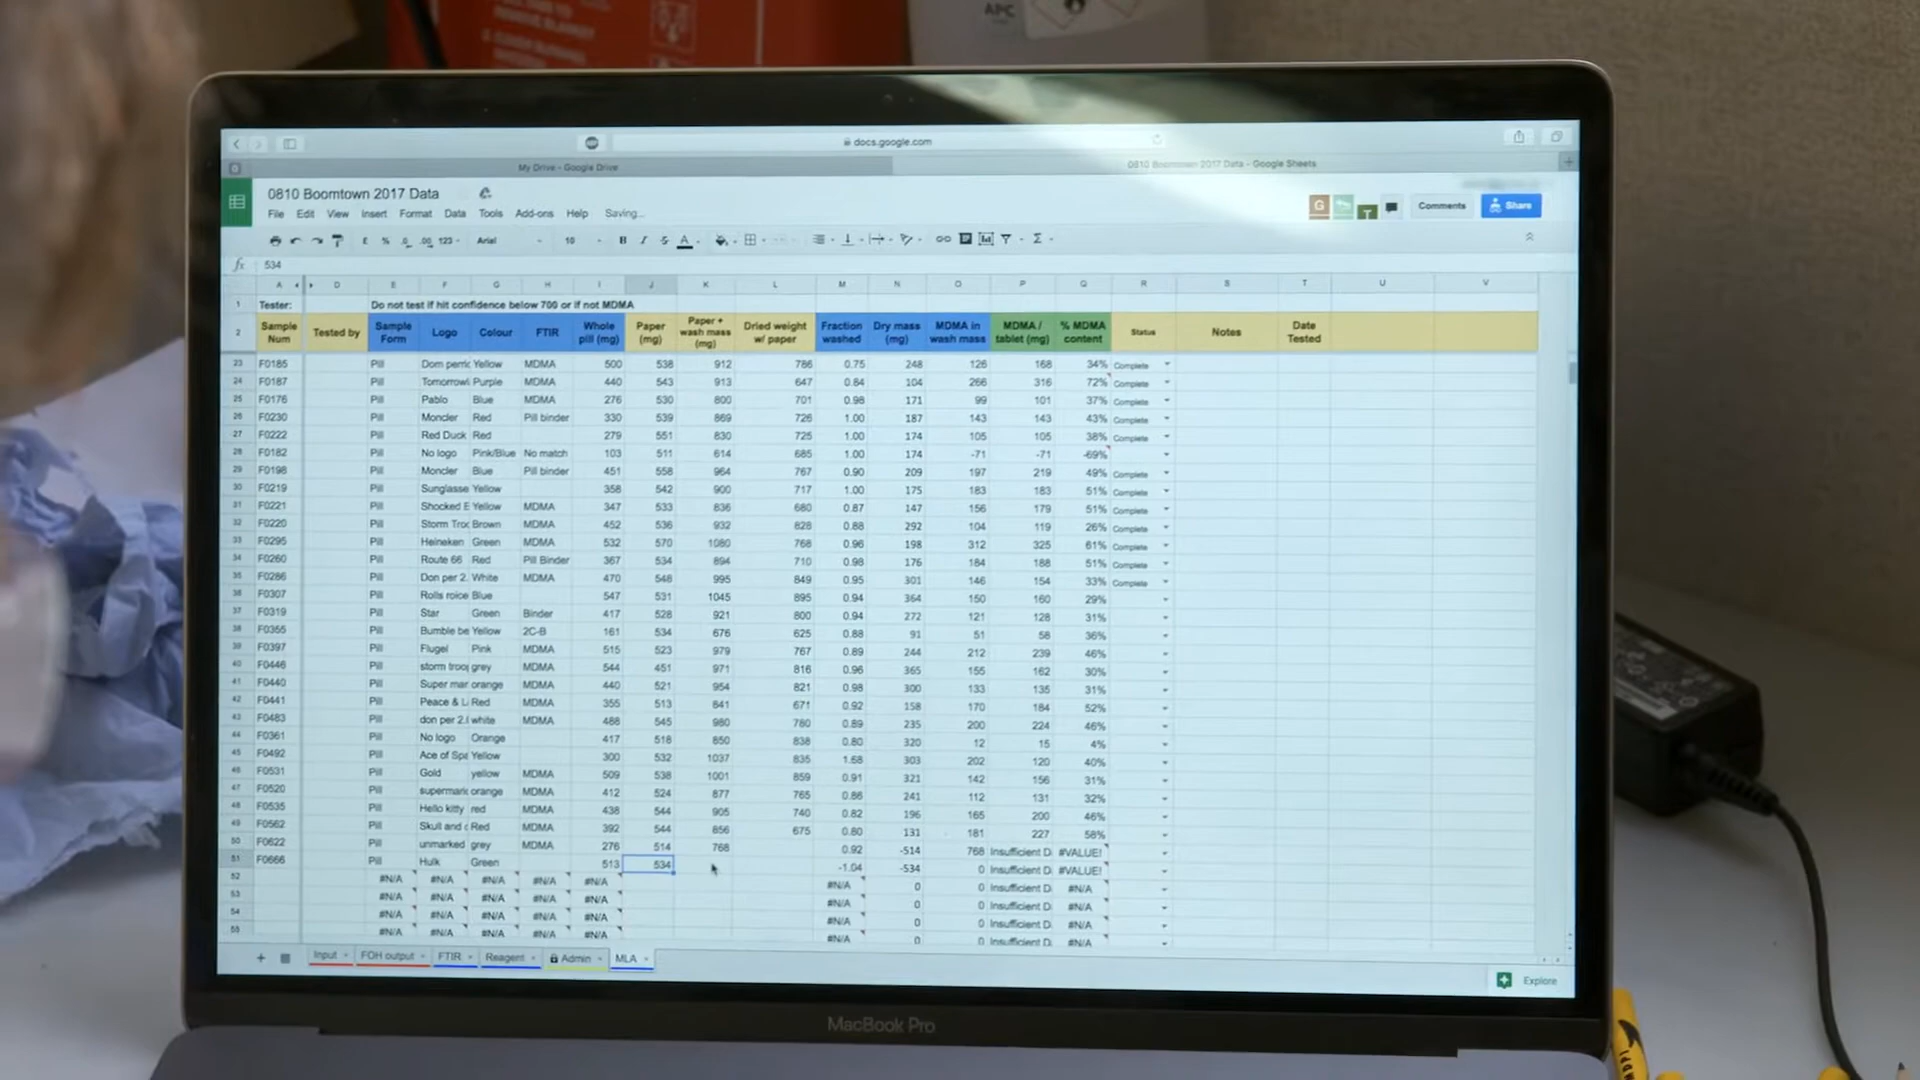 APC
docs.google.com
My Drive - Google Drive
0810 Boomtown 2017 Data - Google Sheets
0810 Boomtown 2017 Data
File Edit View Insert Format Data Tools Add-ons Help Saving...
G T Comments Share
£ % .0 .00 123 Arial 10 B I S A Σ
fx 534
A D E F G H I J K L M N O P Q R S T U V
1 Tester: Do not test if hit confidence below 700 or if not MDMA
2 Sample Num Tested by Sample Form Logo Colour FTIR Whole pill (mg) Paper (mg) Paper + wash mass (mg) Dried weight w/ paper Fraction washed Dry mass (mg) MDMA in wash mass MDMA / tablet (mg) % MDMA content Status Notes Date Tested
23 F0185 Pill Dom perric Yellow MDMA 500 538 912 786 0.75 248 126 168 34% Complete
24 F0187 Pill Tomorrowl Purple MDMA 440 543 913 647 0.84 104 266 316 72% Complete
25 F0176 Pill Pablo Blue MDMA 276 530 800 701 0.98 171 99 101 37% Complete
26 F0230 Pill Moncler Red Pill binder 330 539 869 726 1.00 187 143 143 43% Complete
27 F0222 Pill Red Duck Red 279 551 830 725 1.00 174 105 105 38% Complete
28 F0182 Pill No logo Pink/Blue No match 103 511 614 685 1.00 174 -71 -71 -69%
29 F0198 Pill Moncler Blue Pill binder 451 558 964 767 0.90 209 197 219 49% Complete
30 F0219 Pill Sunglasse Yellow 358 542 900 717 1.00 175 183 183 51% Complete
31 F0221 Pill Shocked E Yellow MDMA 347 533 836 680 0.87 147 156 179 51% Complete
32 F0220 Pill Storm Troo Brown MDMA 452 536 932 828 0.88 292 104 119 26% Complete
33 F0295 Pill Heineken Green MDMA 532 570 1080 768 0.96 198 312 325 61% Complete
34 F0260 Pill Route 66 Red Pill Binder 367 534 894 710 0.98 176 184 188 51% Complete
35 F0286 Pill Don per 2. White MDMA 470 548 995 849 0.95 301 146 154 33% Complete
36 F0307 Pill Rolls roice Blue 547 531 1045 895 0.94 364 150 160 29%
37 F0319 Pill Star Green Binder 417 528 921 800 0.94 272 121 128 31%
38 F0355 Pill Bumble be Yellow 2C-B 161 534 676 625 0.88 91 51 58 36%
39 F0397 Pill Flugel Pink MDMA 515 523 979 767 0.89 244 212 239 46%
40 F0446 Pill storm troo grey MDMA 544 451 971 816 0.96 365 155 162 30%
41 F0440 Pill Super mar orange MDMA 440 521 954 821 0.98 300 133 135 31%
42 F0441 Pill Peace & L Red MDMA 355 513 841 671 0.92 158 170 184 52%
43 F0483 Pill don per 2.( white MDMA 488 545 980 780 0.89 235 200 224 46%
44 F0361 Pill No logo Orange 417 518 850 838 0.80 320 12 15 4%
45 F0492 Pill Ace of Spa Yellow 300 532 1037 835 1.68 303 202 120 40%
46 F0531 Pill Gold yellow MDMA 509 538 1001 859 0.91 321 142 156 31%
47 F0520 Pill supermaric orange MDMA 412 524 877 765 0.86 241 112 131 32%
48 F0535 Pill Hello kitty red MDMA 438 544 905 740 0.82 196 165 200 46%
49 F0562 Pill Skull and c Red MDMA 392 544 856 675 0.80 131 181 227 58%
50 F0622 Pill unmarked grey MDMA 276 514 768 0.92 -514 768 Insufficient D #VALUE!
51 F0666 Pill Hulk Green 513 534 -1.04 -534 0 Insufficient D #VALUE!
52 #N/A #N/A #N/A #N/A #N/A #N/A 0 0 Insufficient D #N/A
53 #N/A #N/A #N/A #N/A #N/A #N/A 0 0 Insufficient D #N/A
54 #N/A #N/A #N/A #N/A #N/A #N/A 0 0 Insufficient D #N/A
55 #N/A #N/A #N/A #N/A #N/A #N/A 0 0 Insufficient D #N/A
+ Input FOH output FTIR Reagent Admin MLA
Explore
MacBook Pro